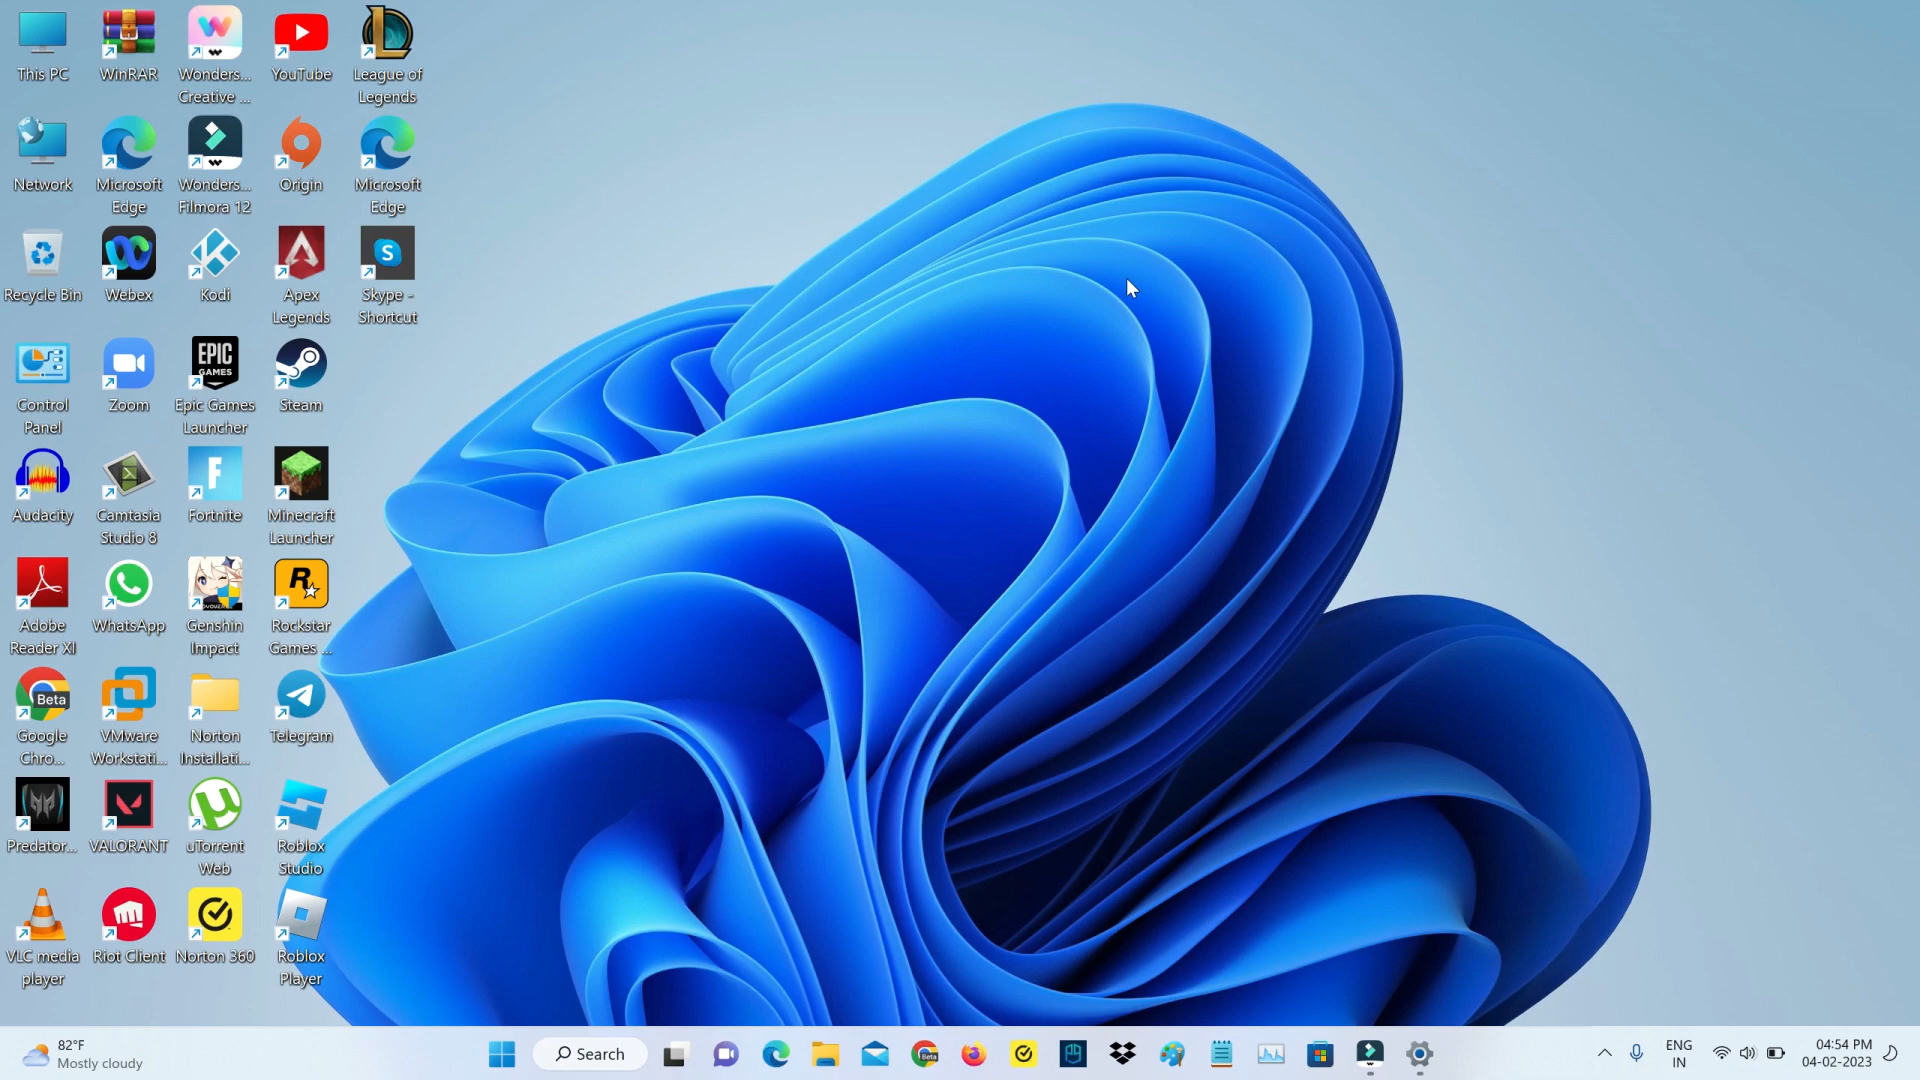 This PC
WinRAR
Wonders...
Creative ...
YouTube
League of
Legends
Network
Microsoft
Edge
Wonders...
Filmora 12
Origin
Microsoft
Edge
Recycle Bin
Webex
Kodi
Apex
Legends
S
Skype -
Shortcut
Control
Panel
Zoom
EPIC
GAMES
Epic Games
Launcher
Steam
Audacity
Camtasia
Studio 8
F
Fortnite
Minecraft
Launcher
Adobe
Reader XI
WhatsApp
Genshin
Impact
R
Rockstar
Games ...
Beta
Google
Chro...
VMware
Workstati...
Norton
Installati...
Telegram
Predator...
VALORANT
uTorrent
Web
Roblox
Studio
VLC media
player
Riot Client
Norton 360
Roblox
Player
82°F
Mostly cloudy
Search
Beta
ENG
IN
04:54 PM
04-02-2023